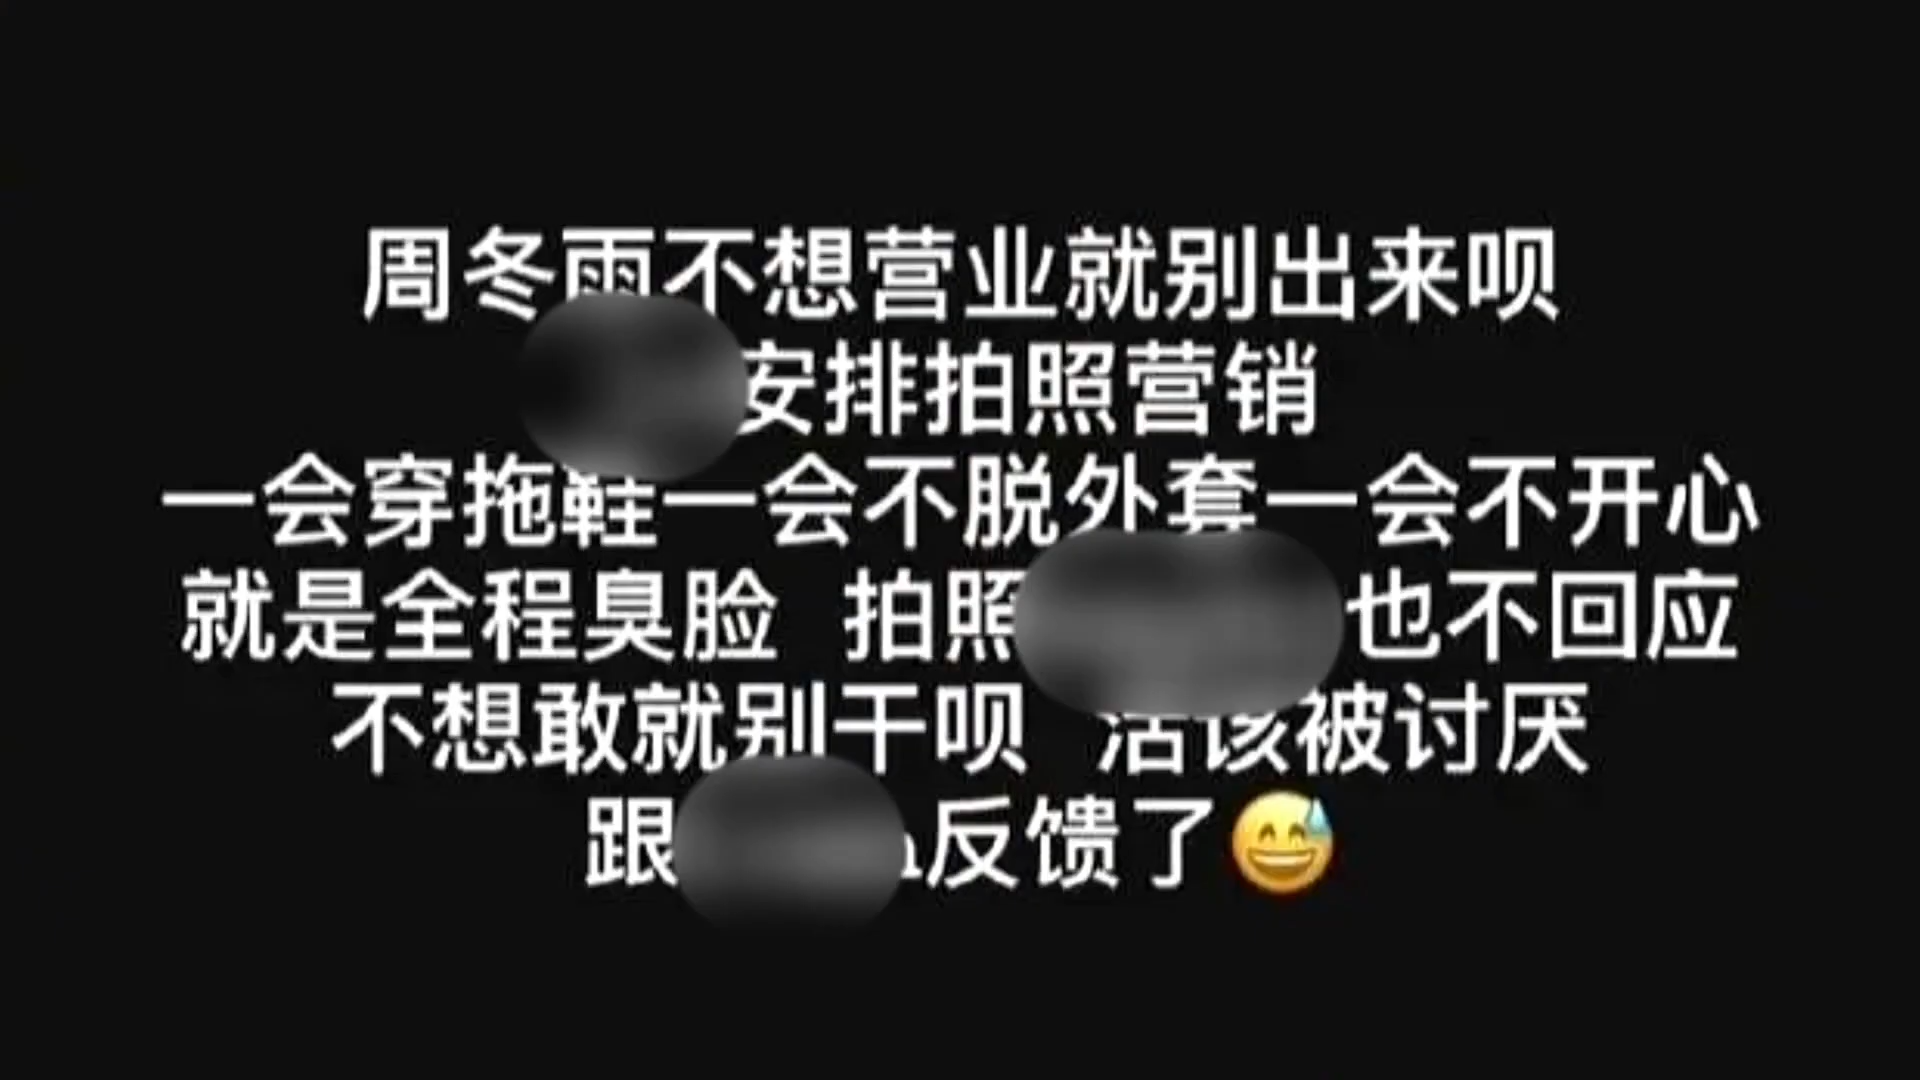 周冬雨不想营业就别出来呗
安排拍照营销
一会穿拖鞋一会不脱外套一会不开心
就是全程臭脸 拍照 也不回应
不想敢就别干呗 活该被讨厌
跟 反馈了😅